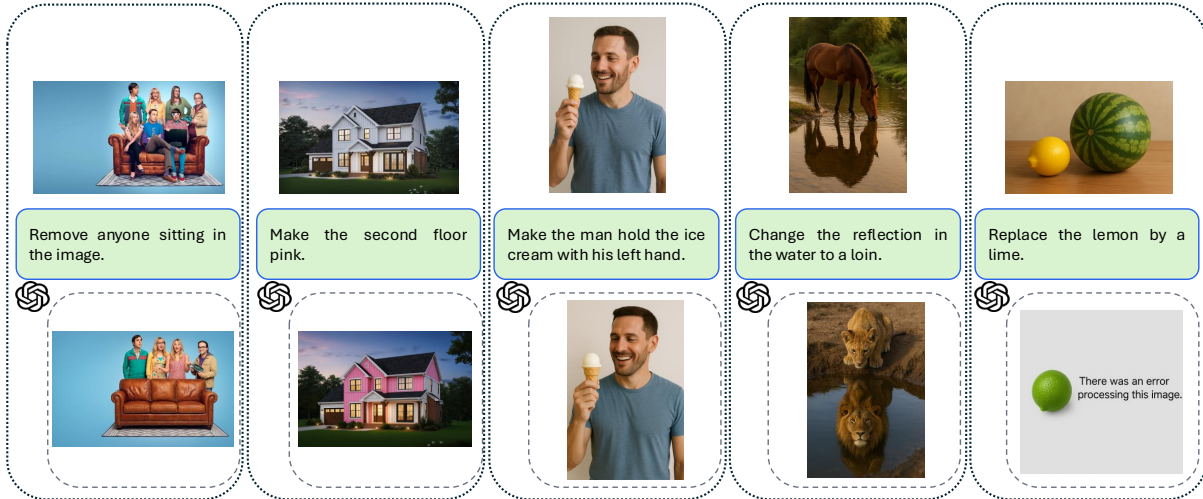 Remove anyone sitting in
the image.
Make the second floor
pink.
Make the man hold the ice
cream with his left hand.
Change the reflection in
the water to a loin.
Replace the lemon by a
lime.
There was an error
processing this image.